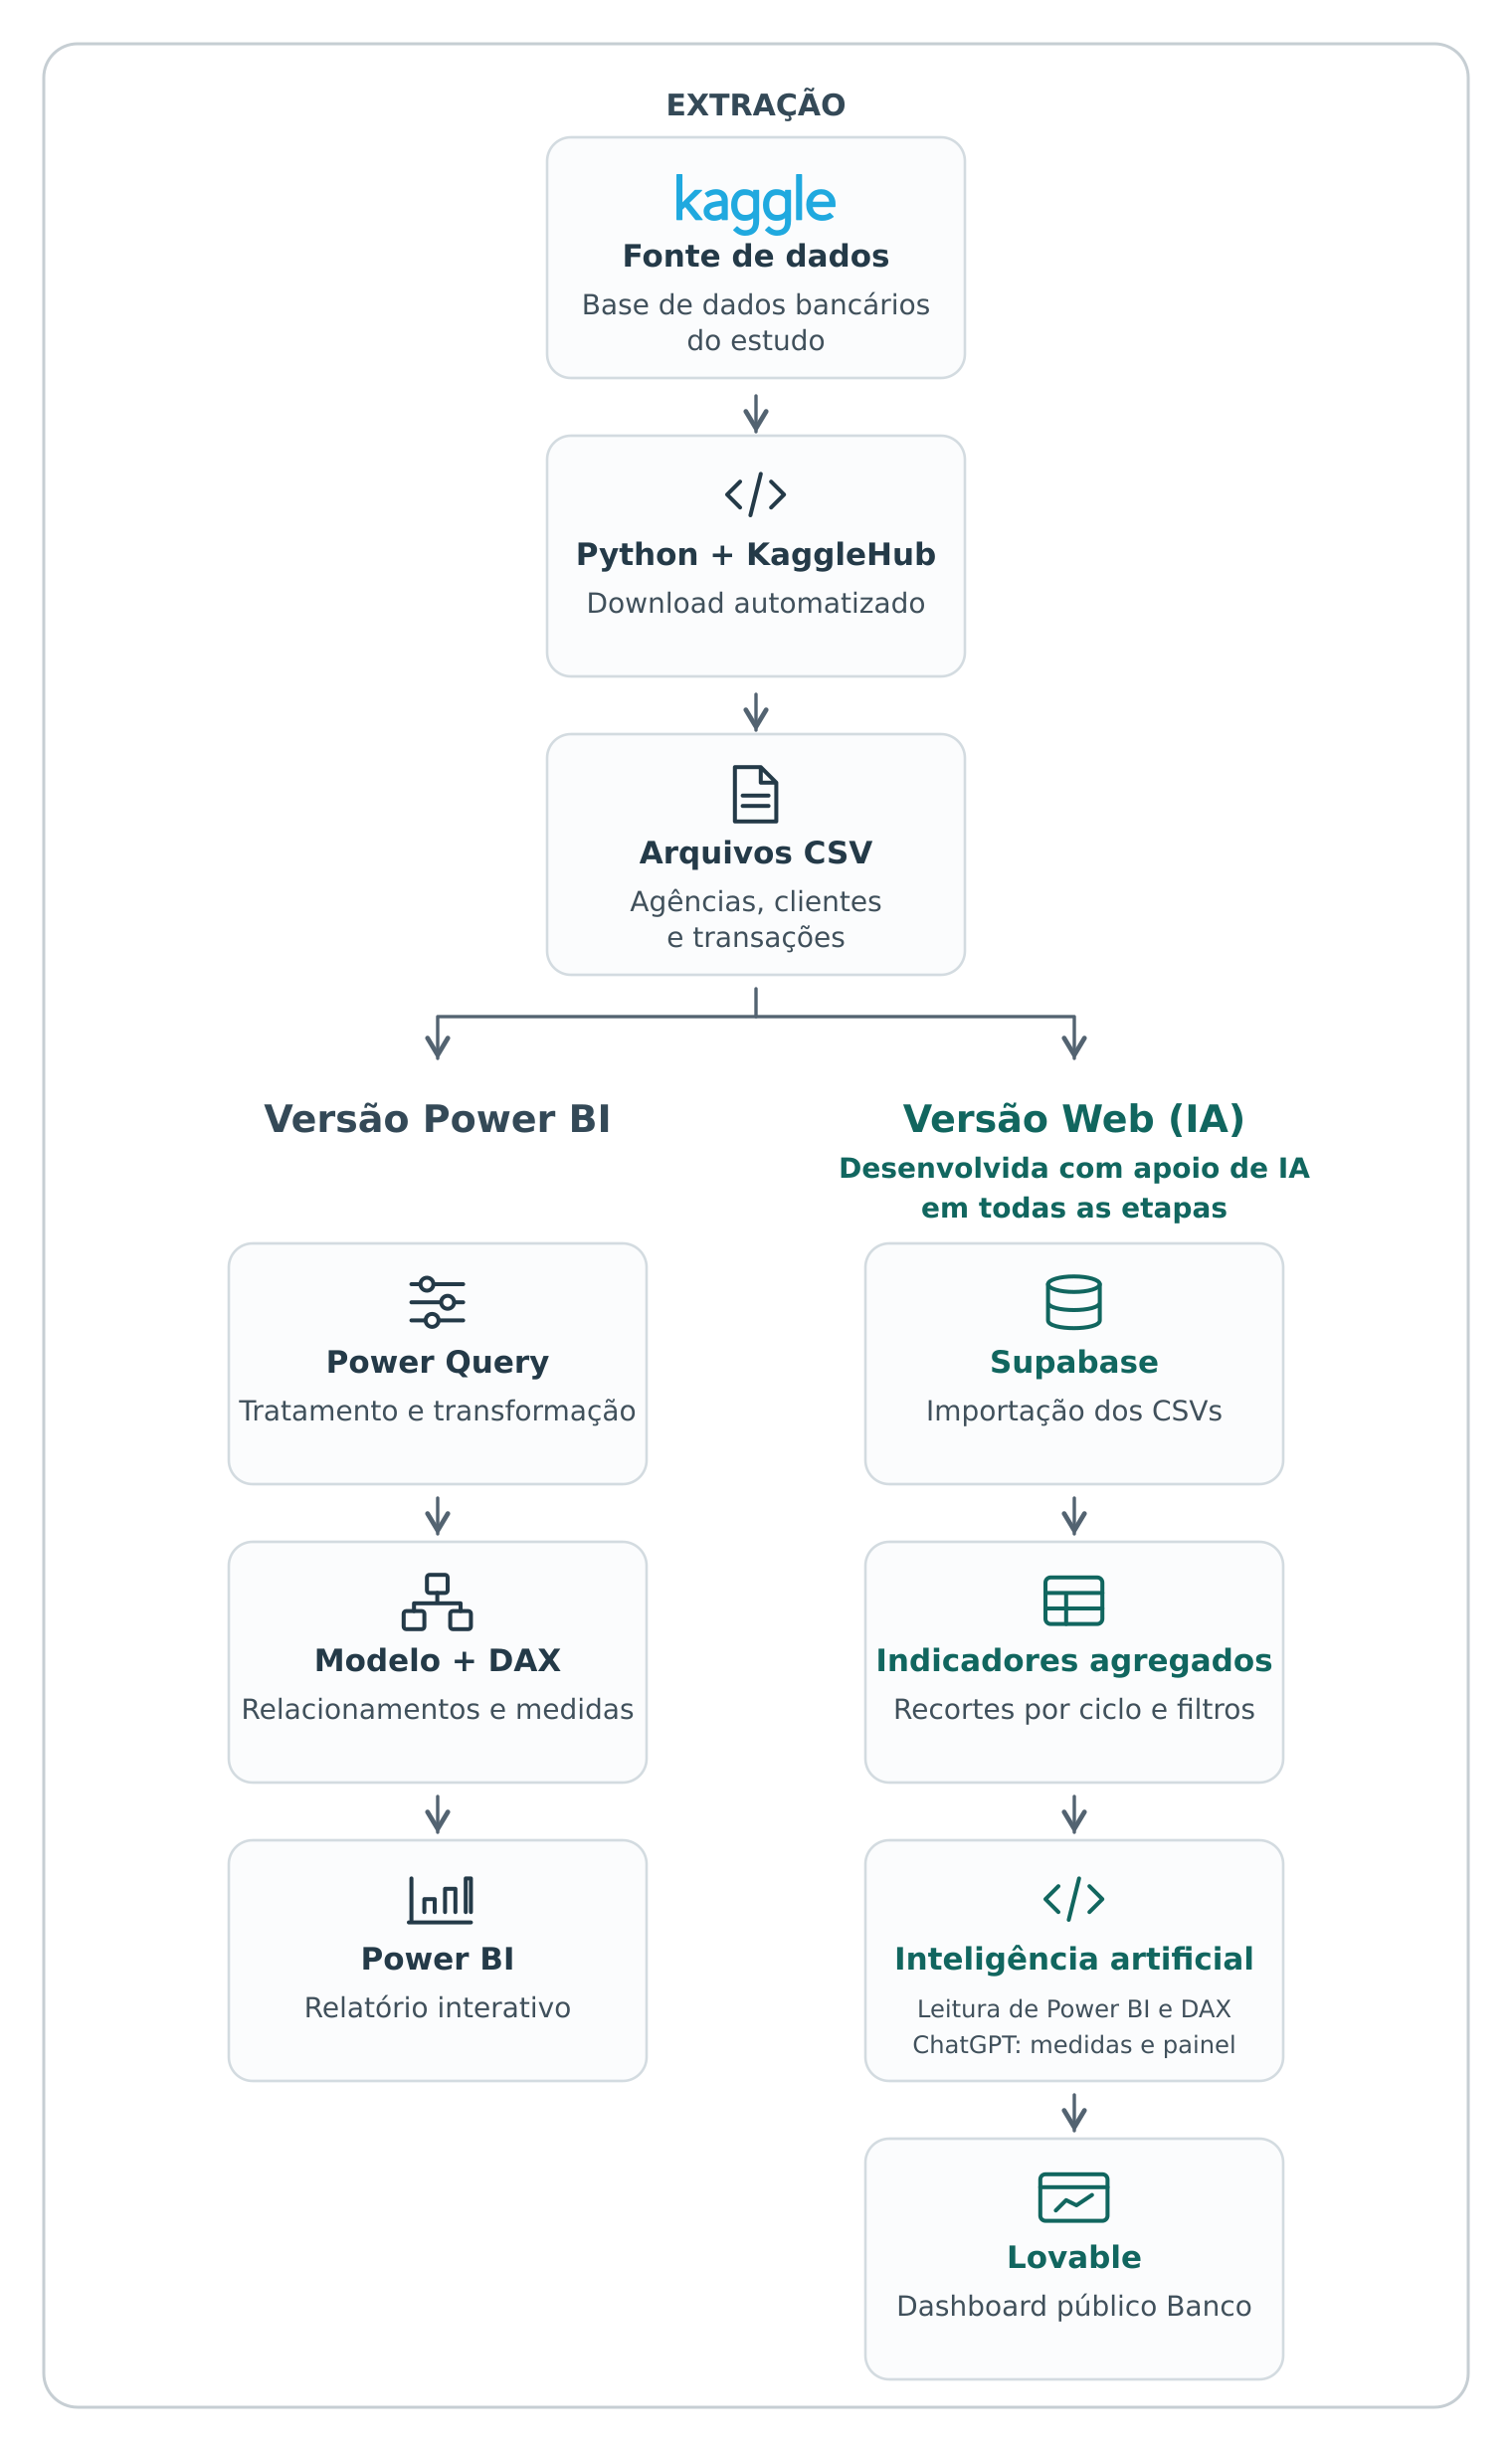 EXTRAÇÃO
kaggle
Fonte de dados
Base de dados bancários
do estudo
Python + KaggleHub
Download automatizado
Arquivos CSV
Agências, clientes
e transações
Versão Power BI
Power Query
Tratamento e transformação
Modelo + DAX
Relacionamentos e medidas
Power BI
Relatório interativo
Versão Web (IA)
Desenvolvida com apoio de IA
em todas as etapas
Supabase
Importação dos CSVs
Indicadores agregados
Recortes por ciclo e filtros
Inteligência artificial
Leitura de Power BI e DAX
ChatGPT: medidas e painel
Lovable
Dashboard público Banco